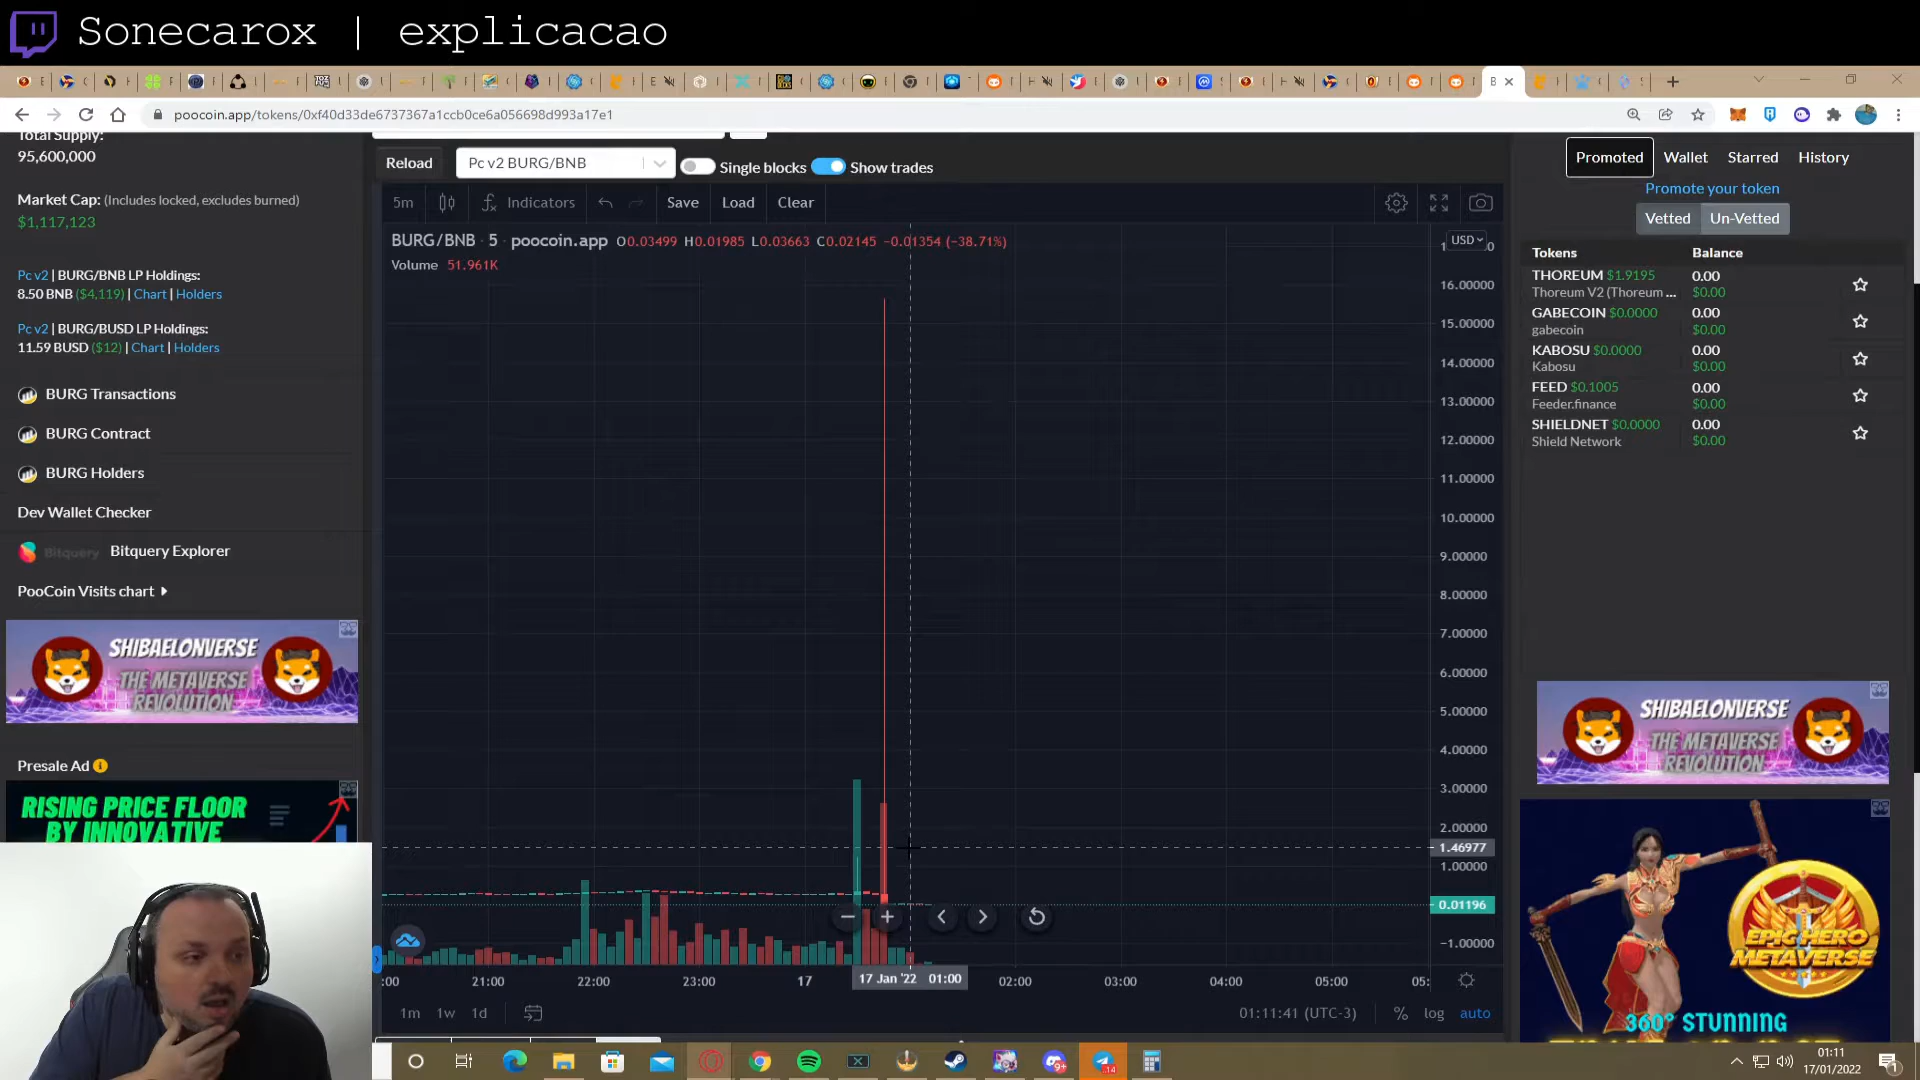 Sonecarox | explicacao
poocoin.app/tokens/0xf40d33de6737367a1ccb0ce6a056698d993a17e1
Total Supply:
95,600,000
Market Cap: (Includes locked, excludes burned)
$1,117,123
Pc v2 | BURG/BNB LP Holdings:
8.50 BNB ($4,119) | Chart | Holders
Pc v2 | BURG/BUSD LP Holdings:
11.59 BUSD ($12) | Chart | Holders
BURG Transactions
BURG Contract
BURG Holders
Dev Wallet Checker
Bitquery Bitquery Explorer
PooCoin Visits chart
SHIBAELONVERSE
THE METAVERSE
REVOLUTION
Presale Ad
RISING PRICE FLOOR
BY INNOVATIVE
Reload Pc v2 BURG/BNB Single blocks Show trades
5m Indicators Save Load Clear
BURG/BNB · 5 poocoin.app O0.03499 H0.01985 L0.03663 C0.02145 −0.01354 (−38.71%)
Volume 51.961K
USD
16.00000
15.00000
14.00000
13.00000
12.00000
11.00000
10.00000
9.00000
8.00000
7.00000
6.00000
5.00000
4.00000
3.00000
2.00000
1.46977
1.00000
0.01196
−1.00000
:00 21:00 22:00 23:00 17 17 Jan '22 01:00 02:00 03:00 04:00 05:00 05:
1m 1w 1d 01:11:41 (UTC-3) % log auto
Promoted Wallet Starred History
Promote your token
Vetted Un-Vetted
Tokens Balance
THOREUM $1.9195 0.00
Thoreum V2 (Thoreum ... $0.00
GABECOIN $0.0000 0.00
gabecoin $0.00
KABOSU $0.0000 0.00
Kabosu $0.00
FEED $0.1005 0.00
Feeder.finance $0.00
SHIELDNET $0.0000 0.00
Shield Network $0.00
SHIBAELONVERSE
THE METAVERSE
REVOLUTION
EPIC HERO
METAVERSE
360° STUNNING
01:11
17/01/2022